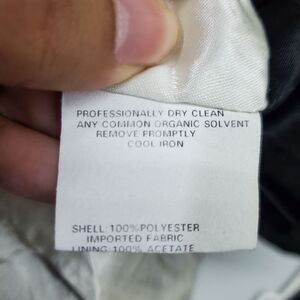 PROFESSIONALLY DRY CLEAN
ANY COMMON ORGANIC SOLVENT
REMOVE PROMPTLY
COOL IRON
SHELL: 100% POLYESTER
IMPORTED FABRIC
LINING 100% ACETATE